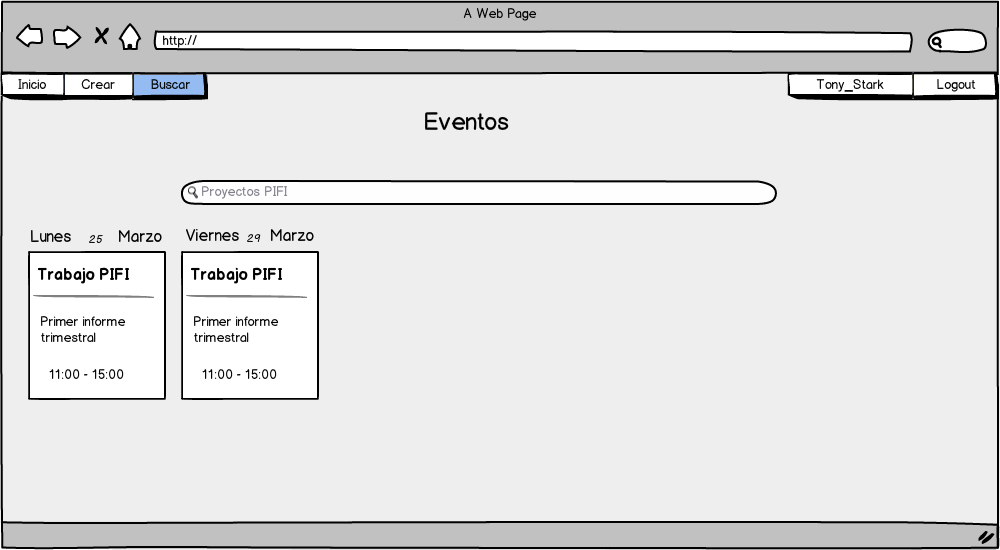 A Web Page
http://
Inicio Crear Buscar Tony_Stark Logout
Eventos
Proyectos PIFI
Lunes 25 Marzo Viernes 29 Marzo
Trabajo PIFI Trabajo PIFI
Primer informe Primer informe
trimestral trimestral
11:00 - 15:00 11:00 - 15:00